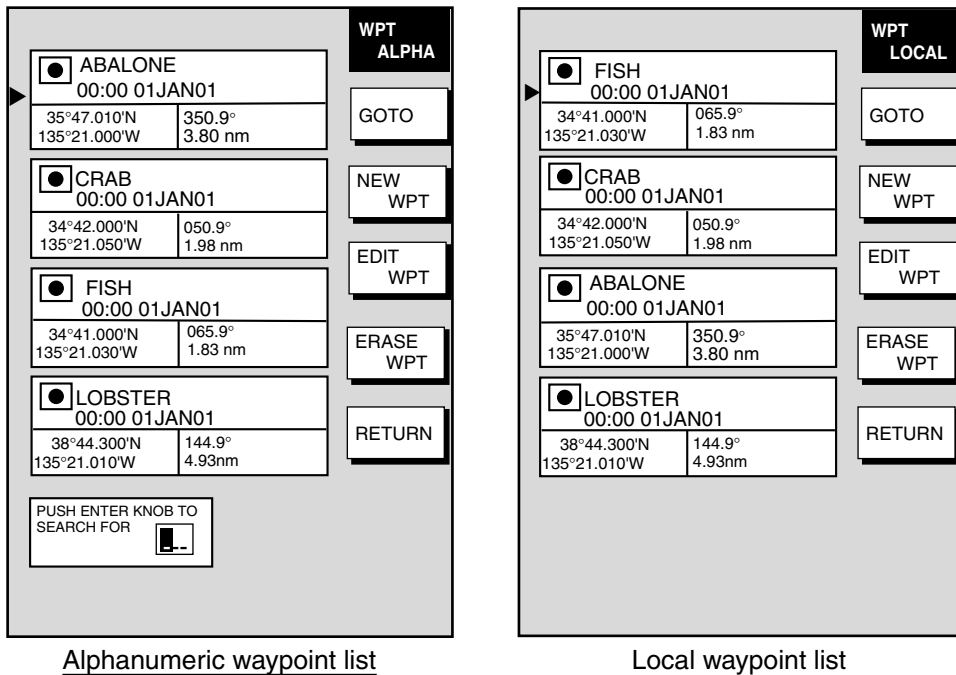 WPT
ALPHA
ABALONE
00:00 01JAN01
35°47.010'N 350.9°
135°21.000'W 3.80 nm
CRAB
00:00 01JAN01
34°42.000'N 050.9°
135°21.050'W 1.98 nm
FISH
00:00 01JAN01
34°41.000'N 065.9°
135°21.030'W 1.83 nm
LOBSTER
00:00 01JAN01
38°44.300'N 144.9°
135°21.010'W 4.93nm
PUSH ENTER KNOB TO
SEARCH FOR
GOTO
NEW
WPT
EDIT
WPT
ERASE
WPT
RETURN
Alphanumeric waypoint list
WPT
LOCAL
FISH
00:00 01JAN01
34°41.000'N 065.9°
135°21.030'W 1.83 nm
CRAB
00:00 01JAN01
34°42.000'N 050.9°
135°21.050'W 1.98 nm
ABALONE
00:00 01JAN01
35°47.010'N 350.9°
135°21.000'W 3.80 nm
LOBSTER
00:00 01JAN01
38°44.300'N 144.9°
135°21.010'W 4.93nm
GOTO
NEW
WPT
EDIT
WPT
ERASE
WPT
RETURN
Local waypoint list